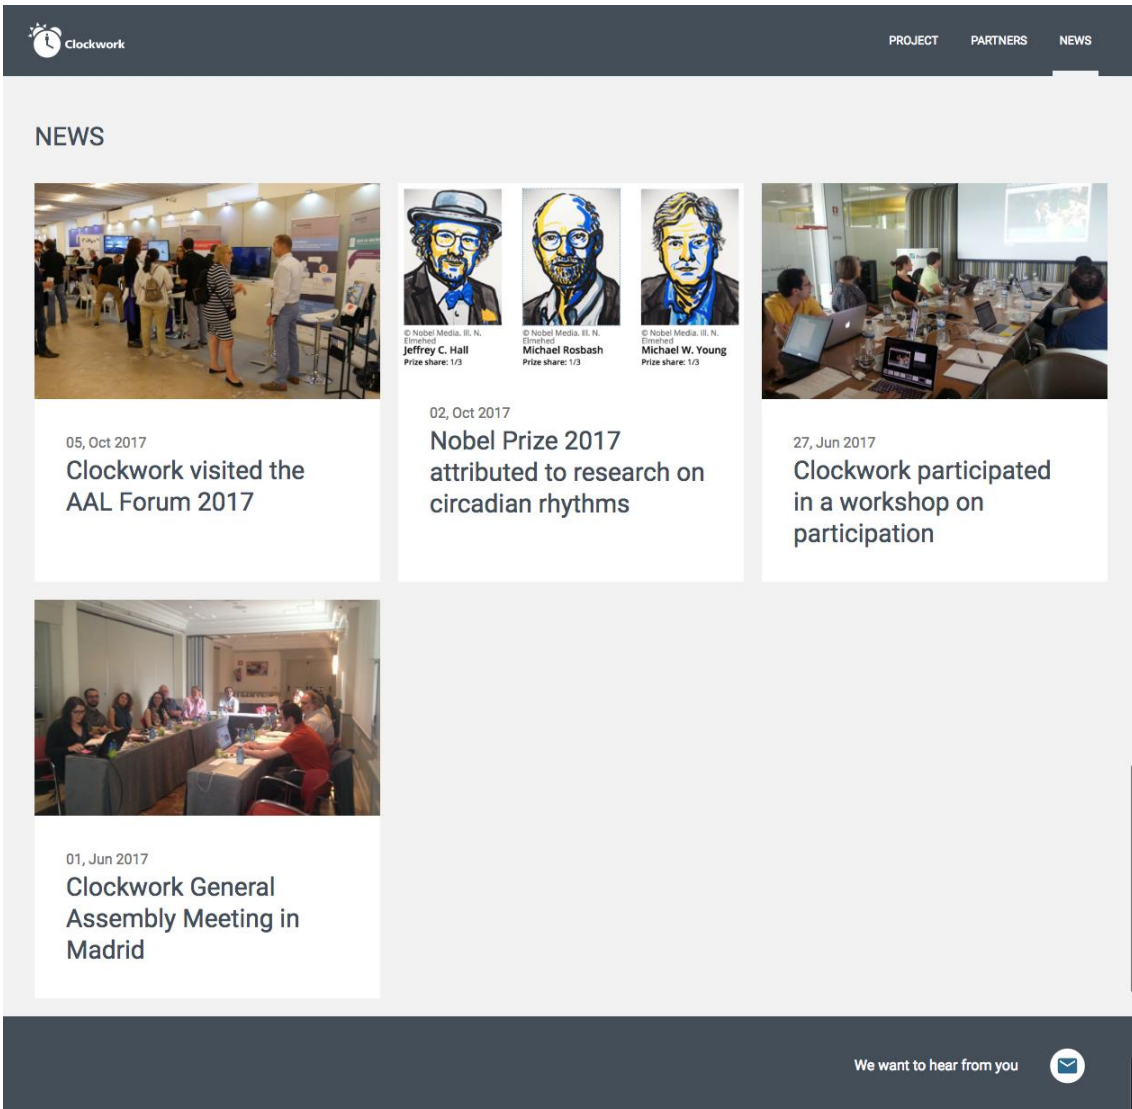 Clockwork
PROJECT
PARTNERS
NEWS
NEWS
© Nobel Media. Ill. N.
Elmehed
Jeffrey C. Hall
Prize share: 1/3
© Nobel Media. Ill. N.
Elmehed
Michael Rosbash
Prize share: 1/3
© Nobel Media. Ill. N.
Elmehed
Michael W. Young
Prize share: 1/3
05, Oct 2017
Clockwork visited the
AAL Forum 2017
02, Oct 2017
Nobel Prize 2017
attributed to research on
circadian rhythms
27, Jun 2017
Clockwork participated
in a workshop on
participation
01, Jun 2017
Clockwork General
Assembly Meeting in
Madrid
We want to hear from you